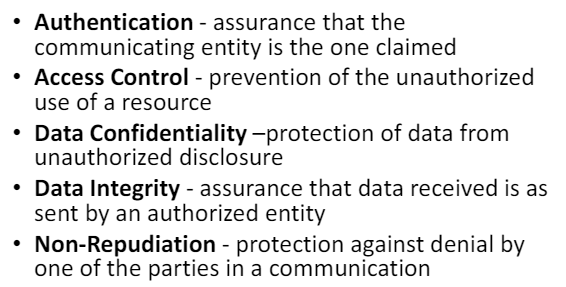 • Authentication - assurance that the
communicating entity is the one claimed
• Access Control - prevention of the unauthorized
use of a resource
• Data Confidentiality –protection of data from
unauthorized disclosure
• Data Integrity - assurance that data received is as
sent by an authorized entity
• Non-Repudiation - protection against denial by
one of the parties in a communication